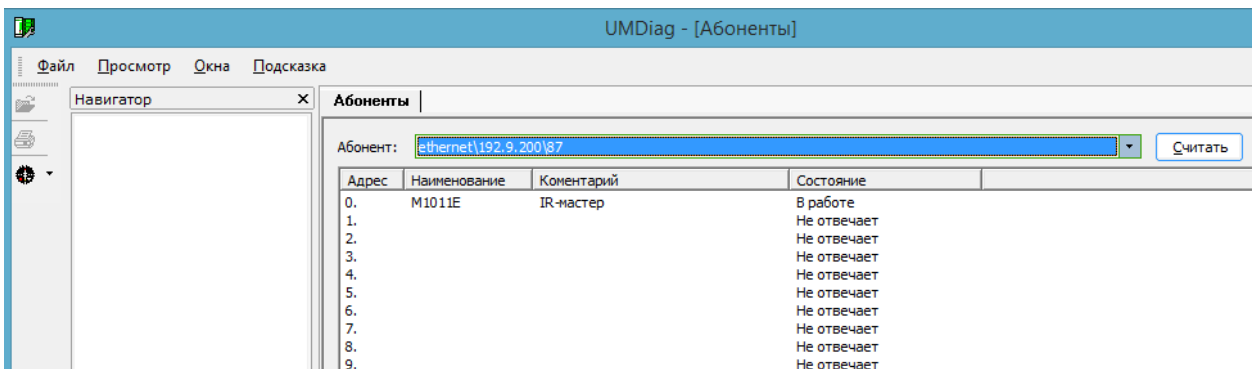 UMDiag - [Абоненты]
Файл Просмотр Окна Подсказка
Навигатор
Абоненты
Абонент: ethernet\192.9.200\87 Считать
Адрес Наименование Коментарий Состояние
0. M1011E IR-мастер В работе
1. Не отвечает
2. Не отвечает
3. Не отвечает
4. Не отвечает
5. Не отвечает
6. Не отвечает
7. Не отвечает
8. Не отвечает
9. Не отвечает